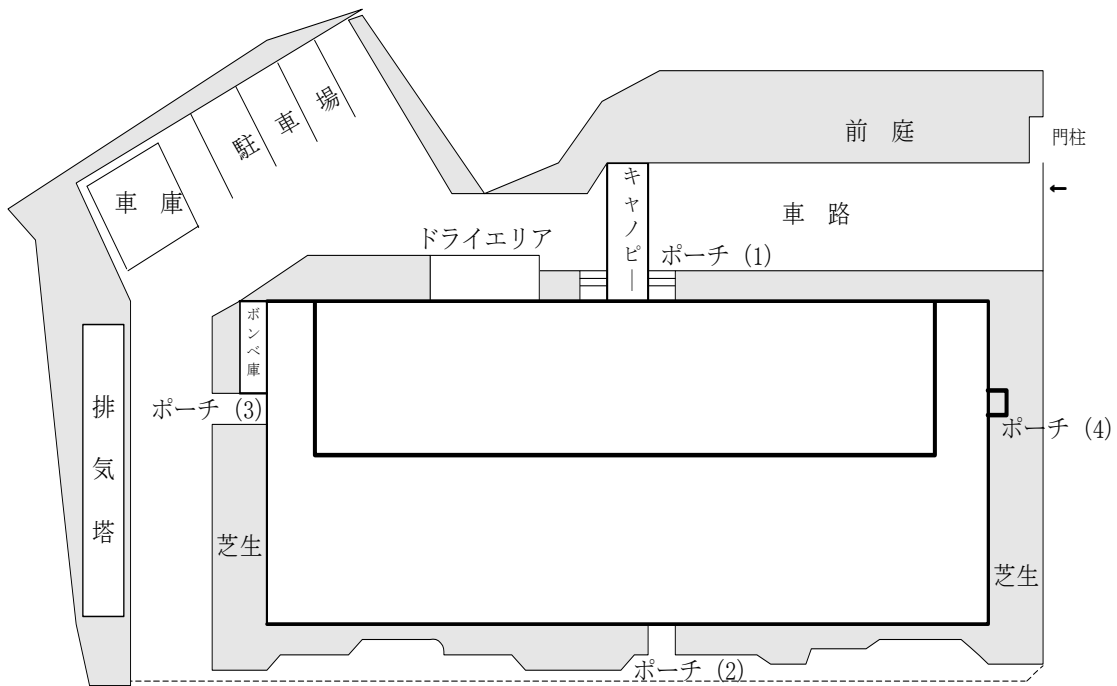 駐車場
前庭
門柱
車庫
キャノピー
←
車路
ドライエリア
ポーチ (1)
ボンベ庫
ポーチ (3)
排気塔
ポーチ (4)
芝生
芝生
ポーチ (2)